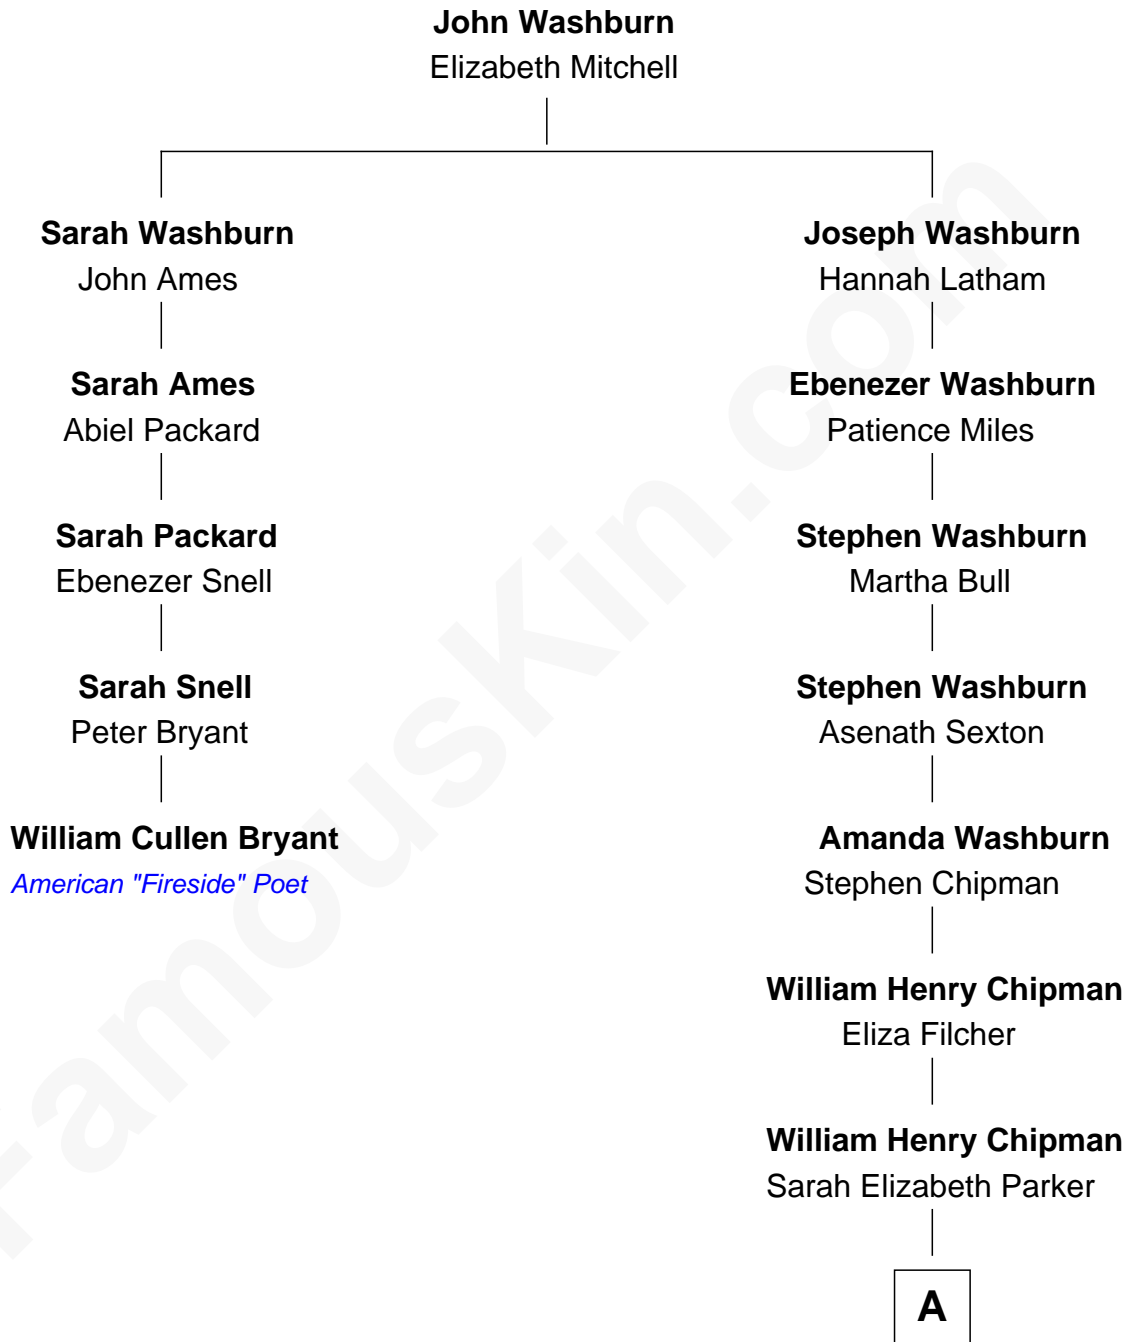 John Washburn
Elizabeth Mitchell
Sarah Washburn
John Ames
Sarah Ames
Abiel Packard
Sarah Packard
Ebenezer Snell
Sarah Snell
Peter Bryant
William Cullen Bryant
American "Fireside" Poet
Joseph Washburn
Hannah Latham
Ebenezer Washburn
Patience Miles
Stephen Washburn
Martha Bull
Stephen Washburn
Asenath Sexton
Amanda Washburn
Stephen Chipman
William Henry Chipman
Eliza Filcher
William Henry Chipman
Sarah Elizabeth Parker
A
FamousKin.com